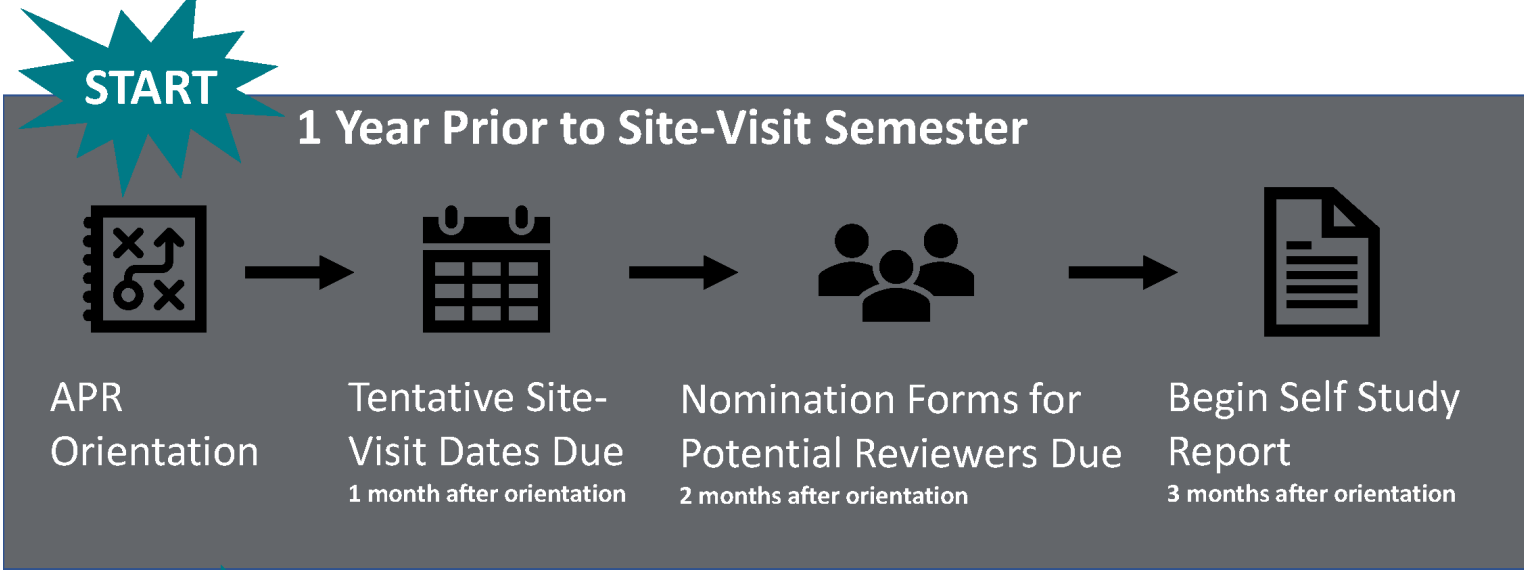 START
1 Year Prior to Site-Visit Semester
APR
Orientation
Tentative Site-
Visit Dates Due
1 month after orientation
Nomination Forms for
Potential Reviewers Due
2 months after orientation
Begin Self Study
Report
3 months after orientation